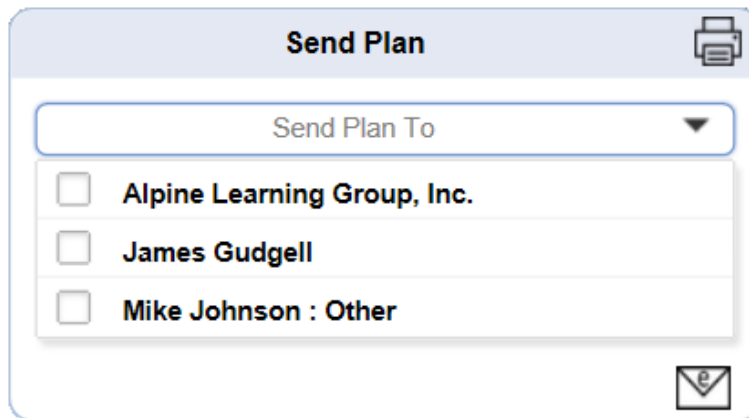 Send Plan
Send Plan To
Alpine Learning Group, Inc.
James Gudgell
Mike Johnson : Other
e